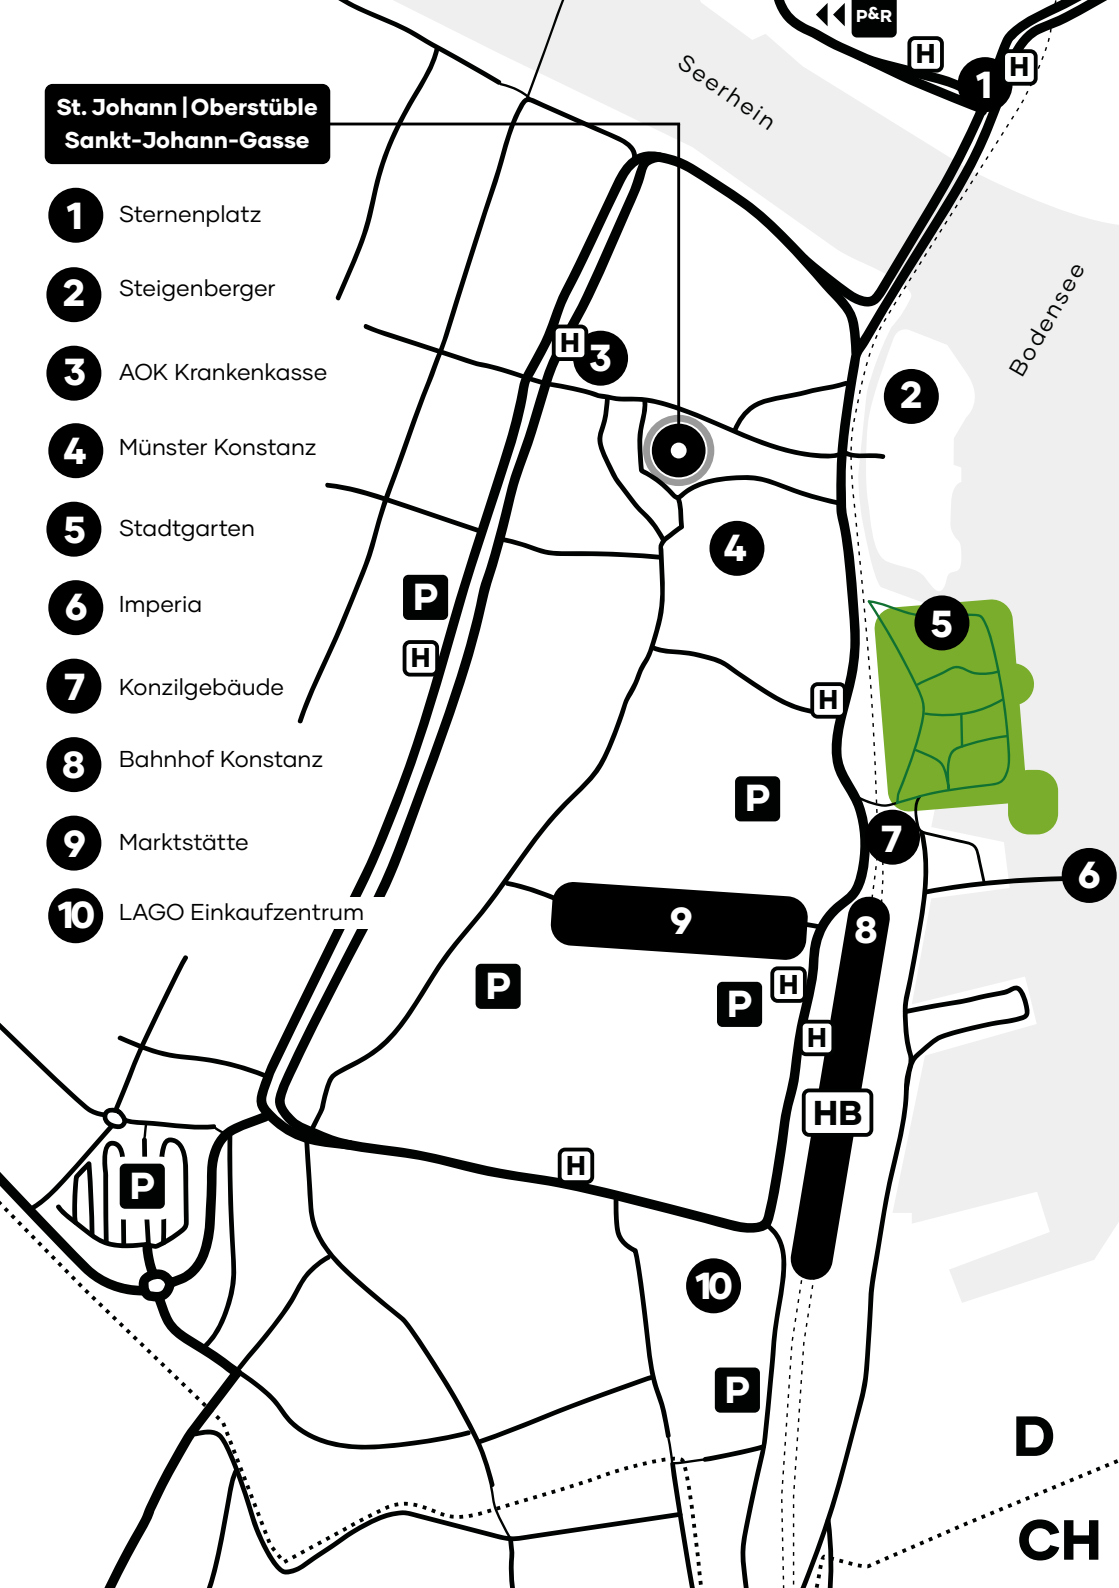 P&R
H
H
1
Seerhein
St. Johann | Oberstüble
Sankt-Johann-Gasse
1 Sternenplatz
2 Steigenberger
3 AOK Krankenkasse
4 Münster Konstanz
5 Stadtgarten
6 Imperia
7 Konzilgebäude
8 Bahnhof Konstanz
9 Marktstätte
10 LAGO Einkaufzentrum
Bodensee
H
3
2
4
P
H
5
H
P
7
6
9
8
P
P
H
H
HB
H
P
10
P
D
CH